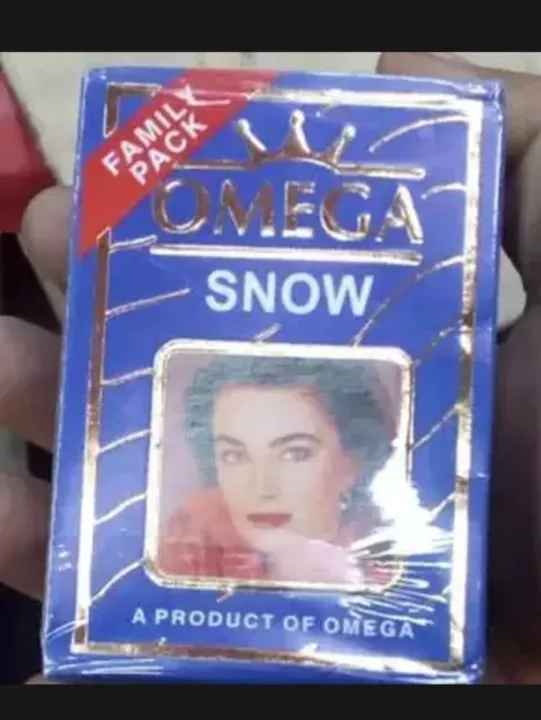 FAMILY
PACK
OMEGA
SNOW
A PRODUCT OF OMEGA